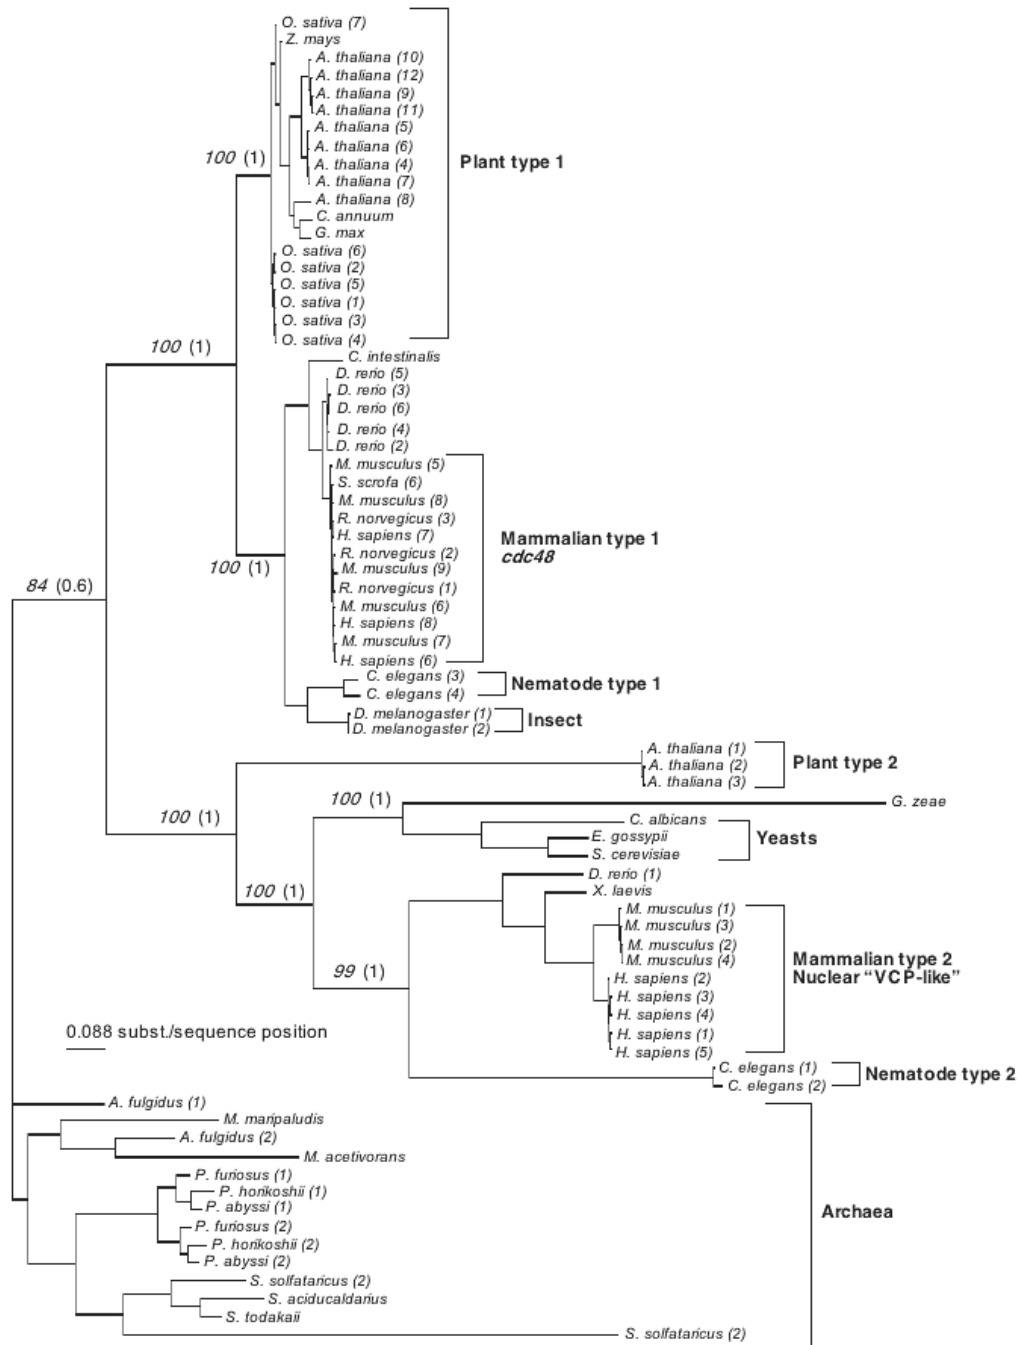 O. sativa (7)
Z. mays
A. thaliana (10)
A. thaliana (12)
A. thaliana (9)
A. thaliana (11)
A. thaliana (5)
A. thaliana (6)
100 (1)
Plant type 1
A. thaliana (4)
A. thaliana (7)
A. thaliana (8)
C. annuum
G. max
O. sativa (6)
O. sativa (2)
O. sativa (5)
O. sativa (1)
O. sativa (3)
O. sativa (4)
100 (1)
C. intestinalis
D. rerio (5)
D. rerio (3)
D. rerio (6)
D. rerio (4)
D. rerio (2)
M. musculus (5)
S. scrofa (6)
M. musculus (8)
R. norvegicus (3)
H. sapiens (7)
Mammalian type 1
cdc48
R. norvegicus (2)
M. musculus (9)
100 (1)
84 (0.6)
R. norvegicus (1)
M. musculus (6)
H. sapiens (8)
M. musculus (7)
H. sapiens (6)
C. elegans (3)
Nematode type 1
C. elegans (4)
D. melanogaster (1)
Insect
D. melanogaster (2)
A. thaliana (1)
Plant type 2
A. thaliana (2)
A. thaliana (3)
100 (1)
G. zeae
100 (1)
C. albicans
E. gossypii
Yeasts
S. cerevisiae
D. rerio (1)
100 (1)
X. laevis
M. musculus (1)
M. musculus (3)
M. musculus (2)
M. musculus (4)
Mammalian type 2
Nuclear “VCP-like”
99 (1)
H. sapiens (2)
H. sapiens (3)
H. sapiens (4)
H. sapiens (1)
H. sapiens (5)
0.088 subst./sequence position
C. elegans (1)
Nematode type 2
C. elegans (2)
A. fulgidus (1)
M. maripaludis
A. fulgidus (2)
M. acetivorans
P. furiosus (1)
P. horikoshii (1)
P. abyssi (1)
Archaea
P. furiosus (2)
P. horikoshii (2)
P. abyssi (2)
S. solfataricus (2)
S. aciducaldarius
S. todakaii
S. solfataricus (2)